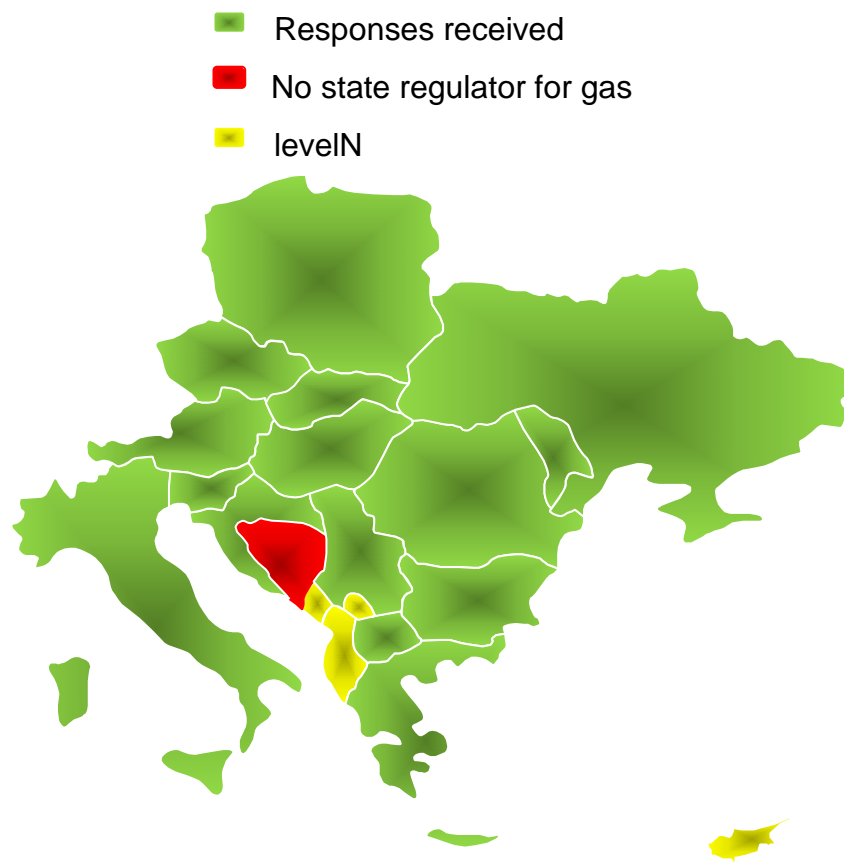 Responses received
No state regulator for gas
levelN